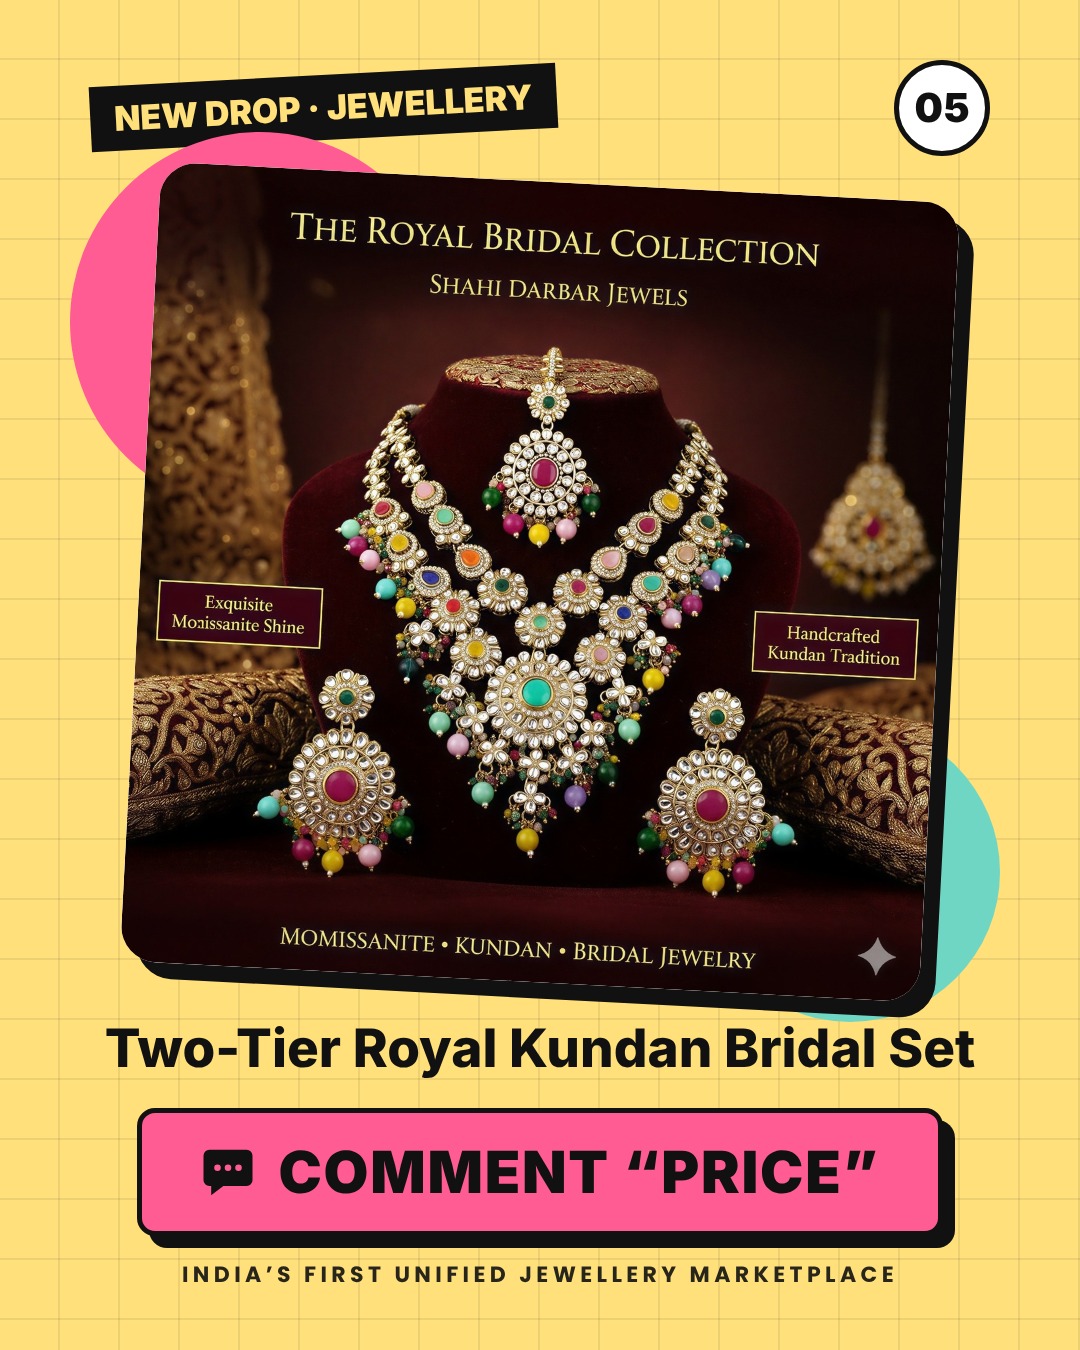 NEW DROP · JEWELLERY
05
THE ROYAL BRIDAL COLLECTION
SHAHI DARBAR JEWELS
Exquisite
Moissanite Shine
Handcrafted
Kundan Tradition
MOMISSANITE • KUNDAN • BRIDAL JEWELRY
Two-Tier Royal Kundan Bridal Set
COMMENT “PRICE”
INDIA’S FIRST UNIFIED JEWELLERY MARKETPLACE